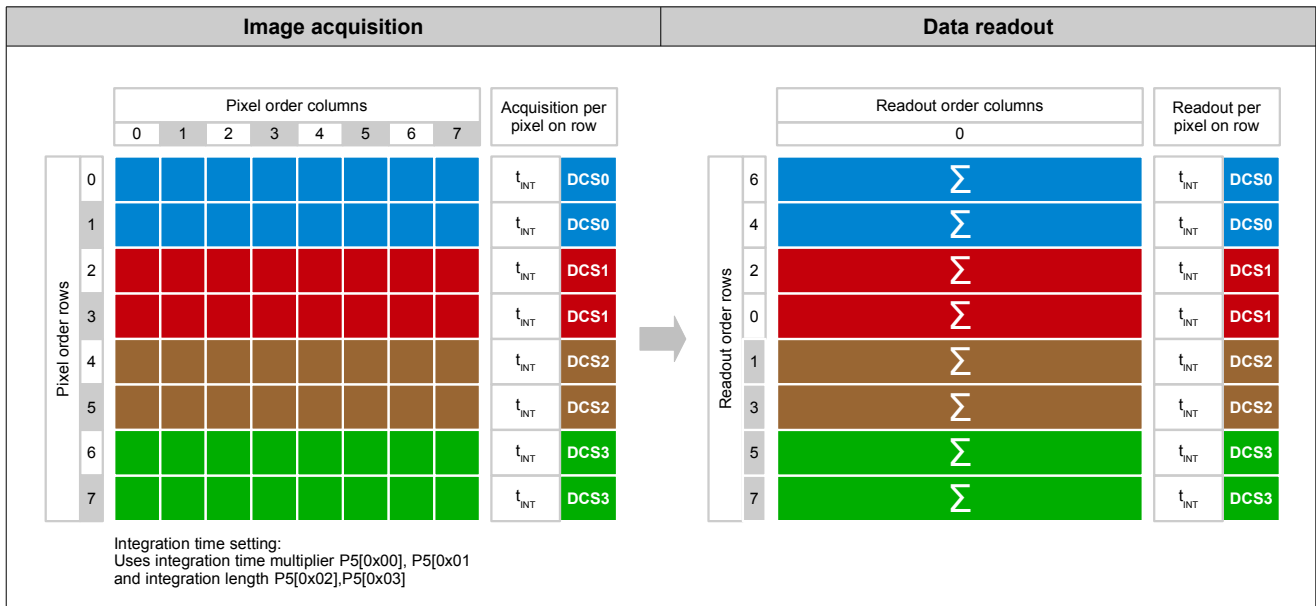 Image acquisition
Data readout
Pixel order columns
0 1 2 3 4 5 6 7
Acquisition per
pixel on row
Readout order columns
0
Readout per
pixel on row
Pixel order rows
0 tINT DCS0
1 tINT DCS0
2 tINT DCS1
3 tINT DCS1
4 tINT DCS2
5 tINT DCS2
6 tINT DCS3
7 tINT DCS3
Readout order rows
6 Σ tINT DCS0
4 Σ tINT DCS0
2 Σ tINT DCS1
0 Σ tINT DCS1
1 Σ tINT DCS2
3 Σ tINT DCS2
5 Σ tINT DCS3
7 Σ tINT DCS3
Integration time setting:
Uses integration time multiplier P5[0x00], P5[0x01
and integration length P5[0x02],P5[0x03]